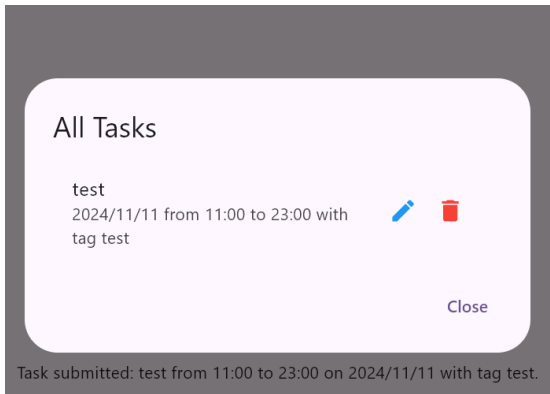 All Tasks
test
2024/11/11 from 11:00 to 23:00 with
tag test
Close
Task submitted: test from 11:00 to 23:00 on 2024/11/11 with tag test.